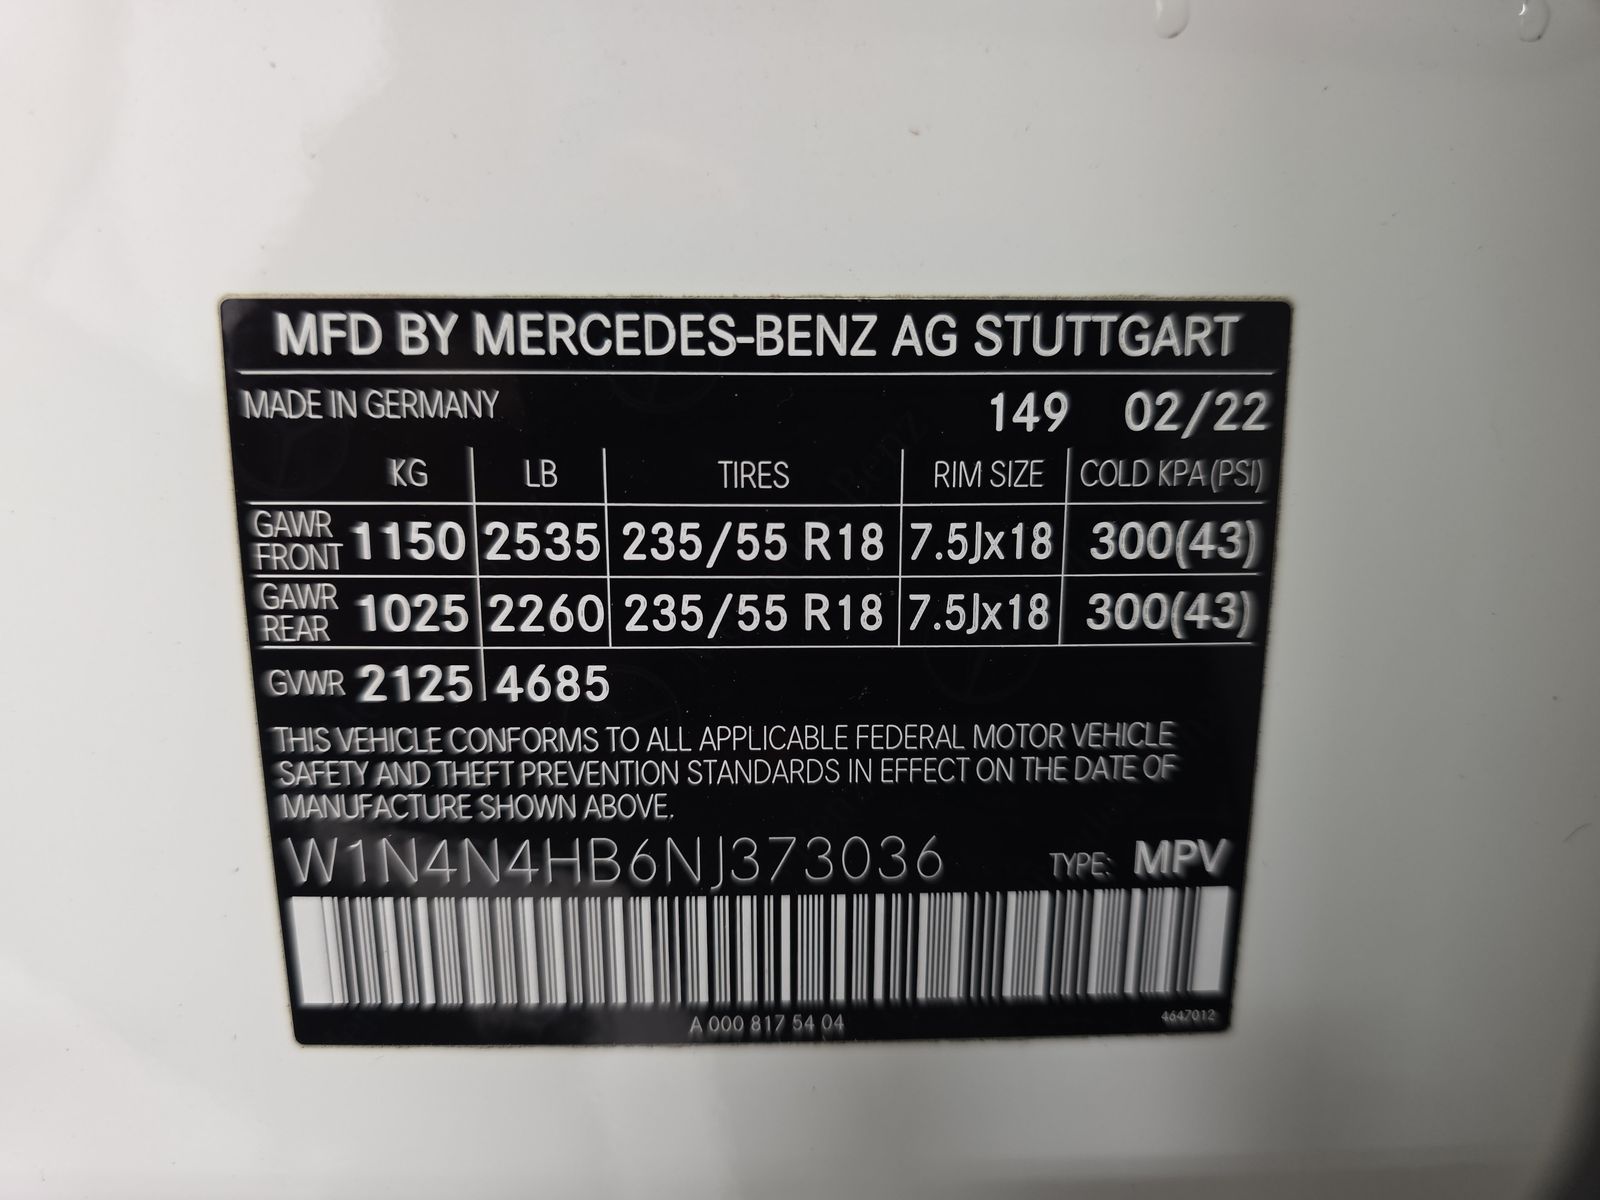 MFD BY MERCEDES-BENZ AG STUTTGART
MADE IN GERMANY 149 02/22
KG LB TIRES RIM SIZE COLD KPA (PSI)
GAWR FRONT 1150 2535 235/55 R18 7.5Jx18 300(43)
GAWR REAR 1025 2260 235/55 R18 7.5Jx18 300(43)
GVWR 2125 4685
THIS VEHICLE CONFORMS TO ALL APPLICABLE FEDERAL MOTOR VEHICLE
SAFETY AND THEFT PREVENTION STANDARDS IN EFFECT ON THE DATE OF
MANUFACTURE SHOWN ABOVE.
W1N4N4HB6NJ373036 TYPE: MPV
A 000 817 54 04 4647012